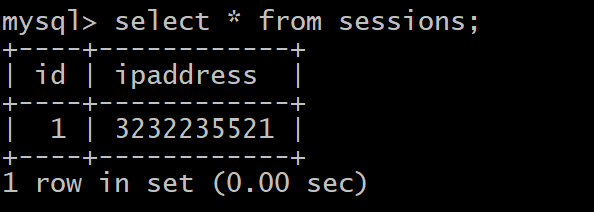 mysql> select * from sessions;
+----+------------+
| id | ipaddress  |
+----+------------+
|  1 | 3232235521 |
+----+------------+
1 row in set (0.00 sec)